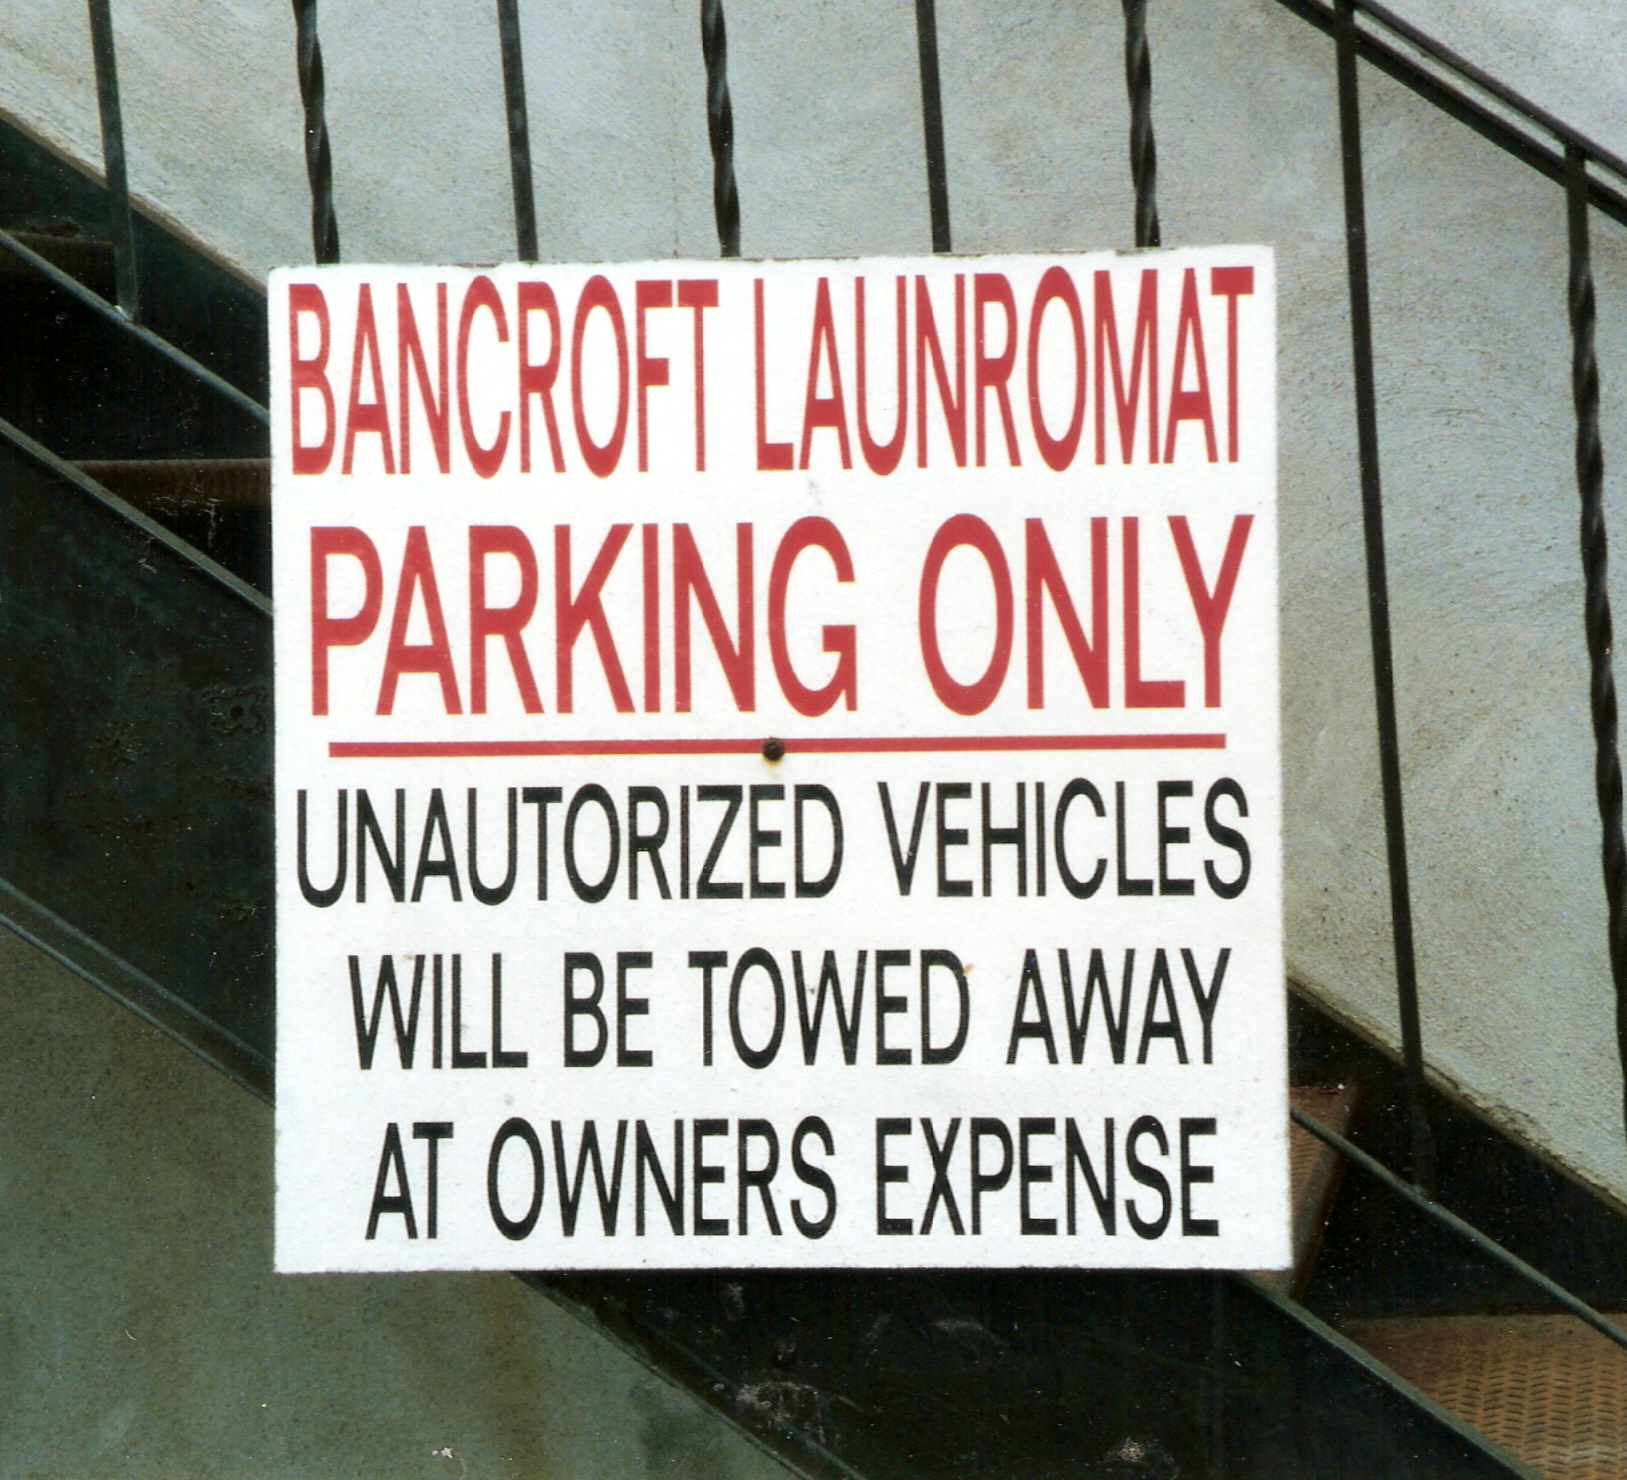 BANCROFT LAUNROMAT
PARKING ONLY
UNAUTORIZED VEHICLES
WILL BE TOWED AWAY
AT OWNERS EXPENSE